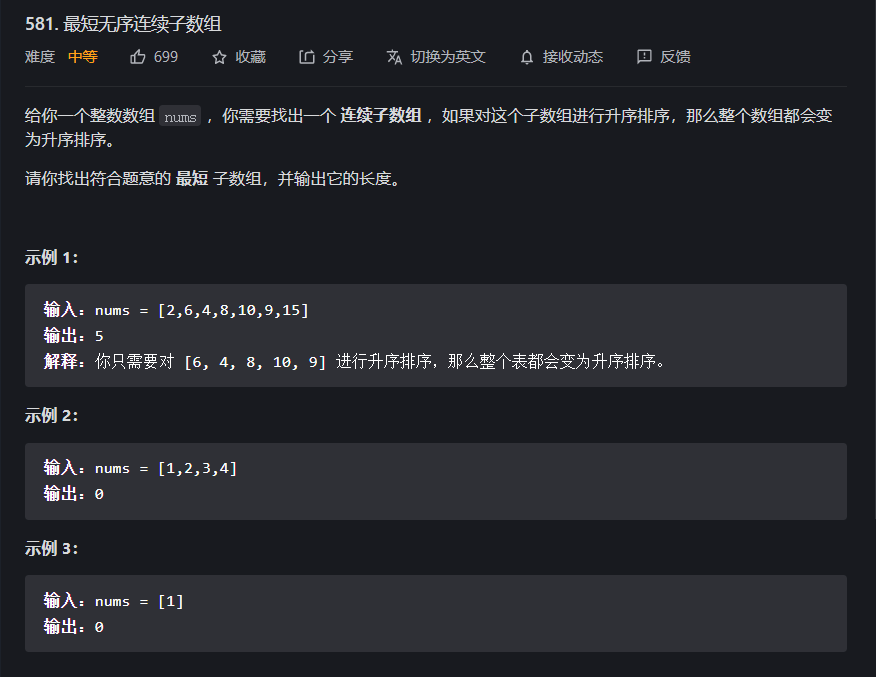 581. 最短无序连续子数组
难度 中等 699 收藏 分享 切换为英文 接收动态 反馈
给你一个整数数组 nums ，你需要找出一个 连续子数组 ，如果对这个子数组进行升序排序，那么整个数组都会变
为升序排序。
请你找出符合题意的 最短 子数组，并输出它的长度。
示例 1：
输入：nums = [2,6,4,8,10,9,15]
输出：5
解释：你只需要对 [6, 4, 8, 10, 9] 进行升序排序，那么整个表都会变为升序排序。
示例 2：
输入：nums = [1,2,3,4]
输出：0
示例 3：
输入：nums = [1]
输出：0